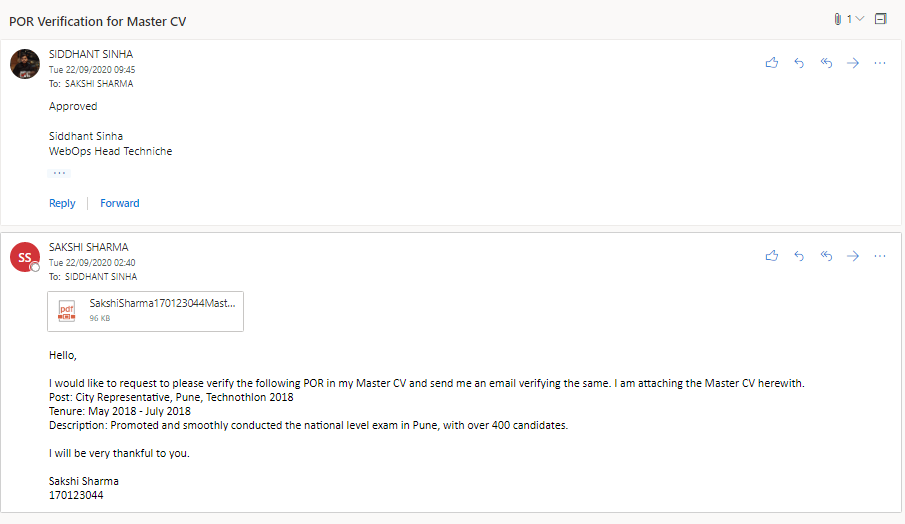 POR Verification for Master CV
1
SIDDHANT SINHA
Tue 22/09/2020 09:45
To: SAKSHI SHARMA
Approved
Siddhant Sinha
WebOps Head Techniche
...
Reply | Forward
SS
SAKSHI SHARMA
Tue 22/09/2020 02:40
To: SIDDHANT SINHA
pdf
SakshiSharma170123044Mast...
96 KB
Hello,
I would like to request to please verify the following POR in my Master CV and send me an email verifying the same. I am attaching the Master CV herewith.
Post: City Representative, Pune, Technothlon 2018
Tenure: May 2018 - July 2018
Description: Promoted and smoothly conducted the national level exam in Pune, with over 400 candidates.
I will be very thankful to you.
Sakshi Sharma
170123044